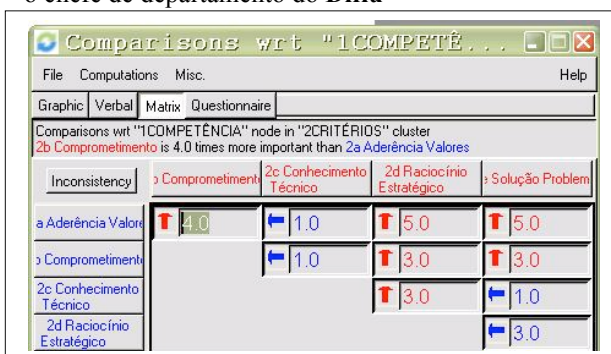 o chefe de departamento do
Comparisons wrt "1COMPETÊ...
File Computations Misc. Help
Graphic Verbal Matrix Questionnaire
Comparisons wrt "1COMPETÊNCIA" node in "2CRITÉRIOS" cluster
2b Comprometimento is 4.0 times more important than 2a Aderência Valores
Inconsistency Comprometimento 2c Conhecimento Técnico 2d Raciocínio Estratégico Solução Problem
a Aderência Valore 4.0 1.0 5.0 5.0
Comprometimento 1.0 3.0 3.0
2c Conhecimento Técnico 3.0 1.0
2d Raciocínio Estratégico 3.0